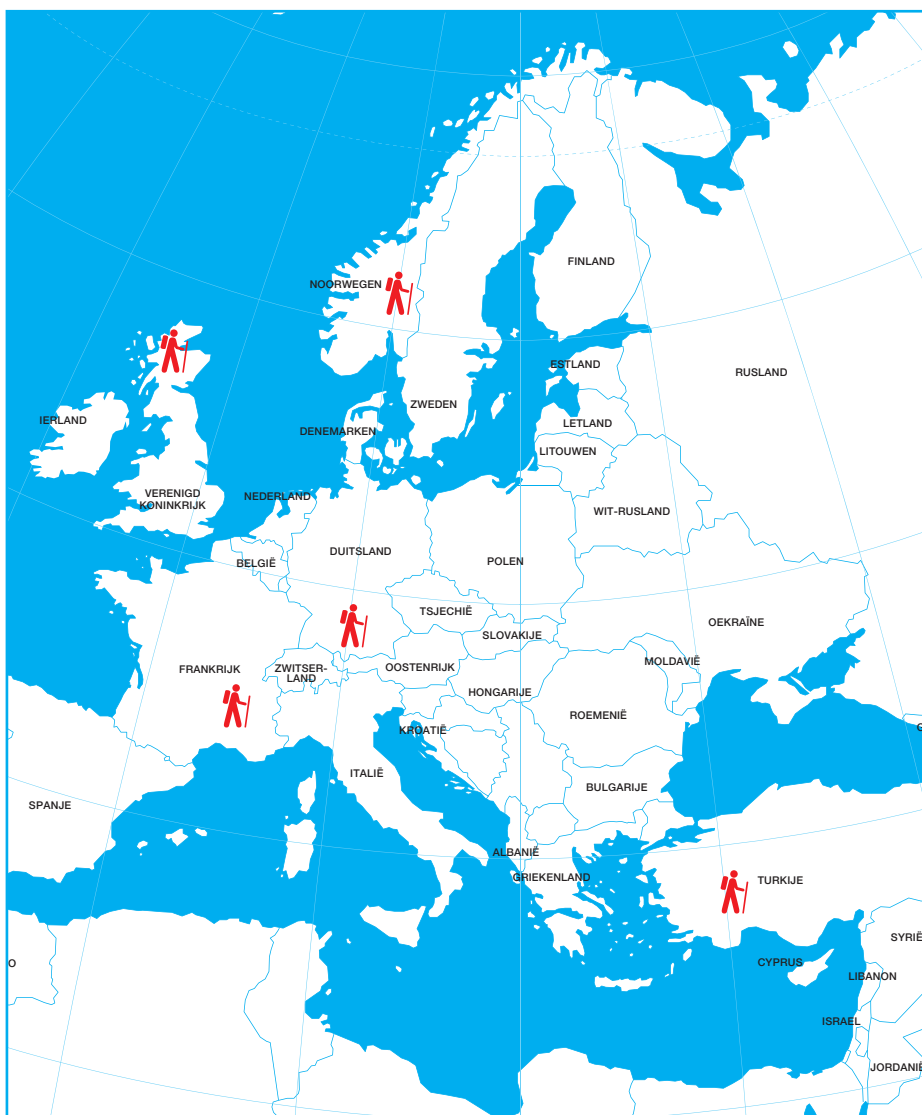 FINLAND
NOORWEGEN
ESTLAND
RUSLAND
ZWEDEN
IERLAND
LETLAND
DENEMARKEN
LITOUWEN
VERENIGD
KONINKRIJK
NEDERLAND
WIT-RUSLAND
DUITSLAND
BELGIË
POLEN
TSJECHIË
OEKRAÏNE
SLOVAKIJE
MOLDAVIË
OOSTENRIJK
FRANKRIJK
ZWITSER-
LAND
HONGARIJE
ROEMENIË
KROATIË
G
ITALIË
BULGARIJE
SPANJE
ALBANIË
GRIEKENLAND
TURKIJE
SYRIË
O
CYPRUS
LIBANON
ISRAEL
JORDANIË